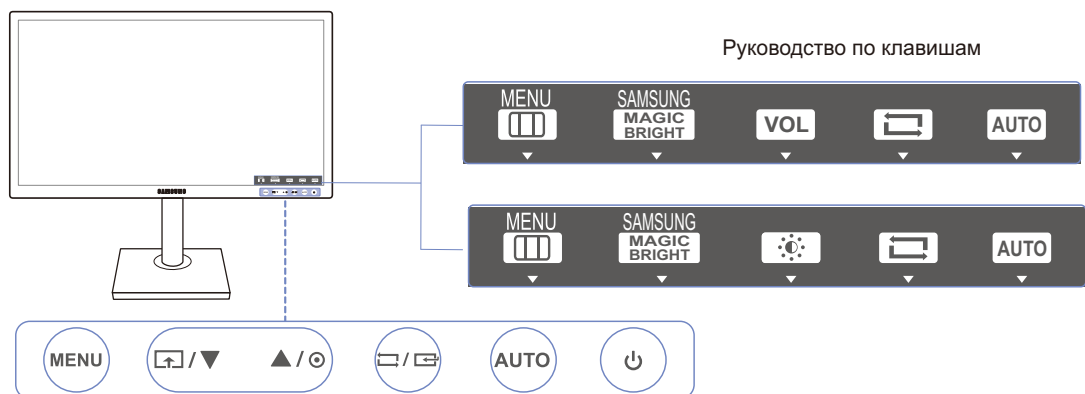 Руководство по клавишам
MENU SAMSUNG
MAGIC
BRIGHT VOL AUTO
SAMSUNG
MENU SAMSUNG
MAGIC
BRIGHT AUTO
MENU / ▼ ▲ / / AUTO